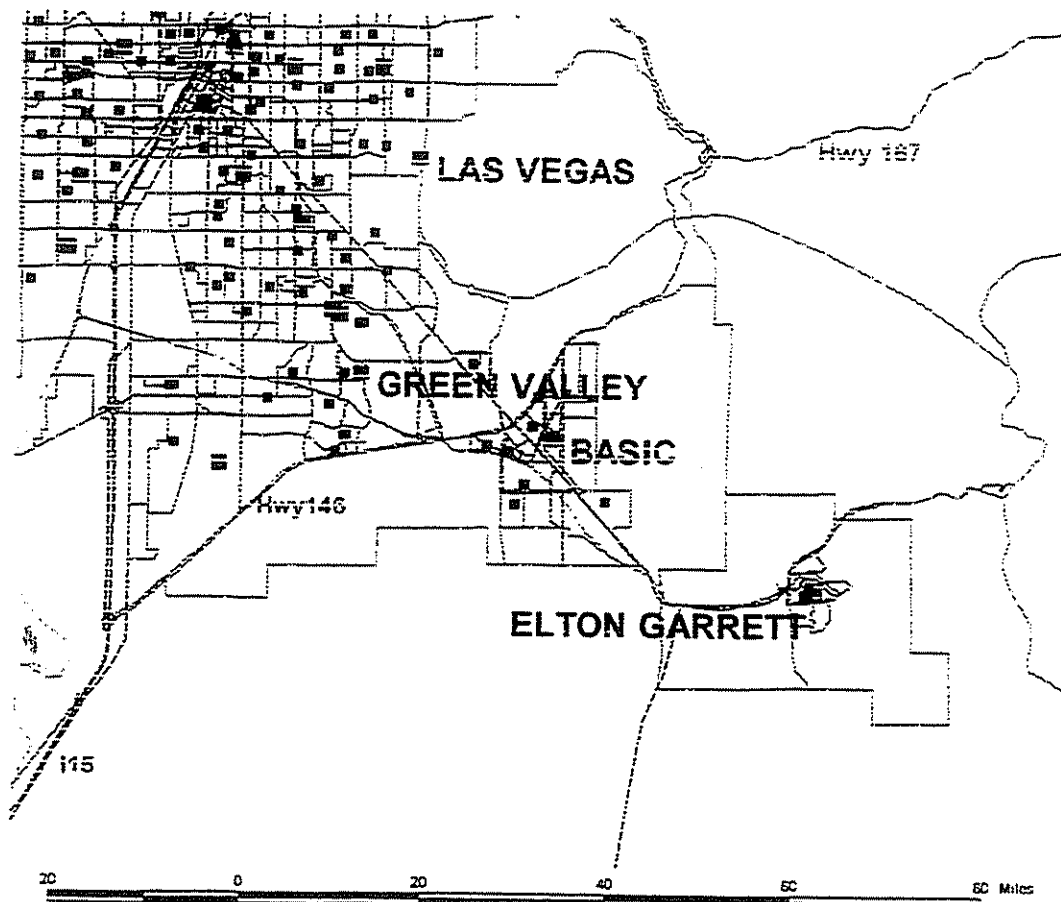 Hwy 167
LAS VEGAS
GREEN VALLEY
BASIC
Hwy146
ELTON GARRETT
I15
20 0 20 40 60 80 Miles